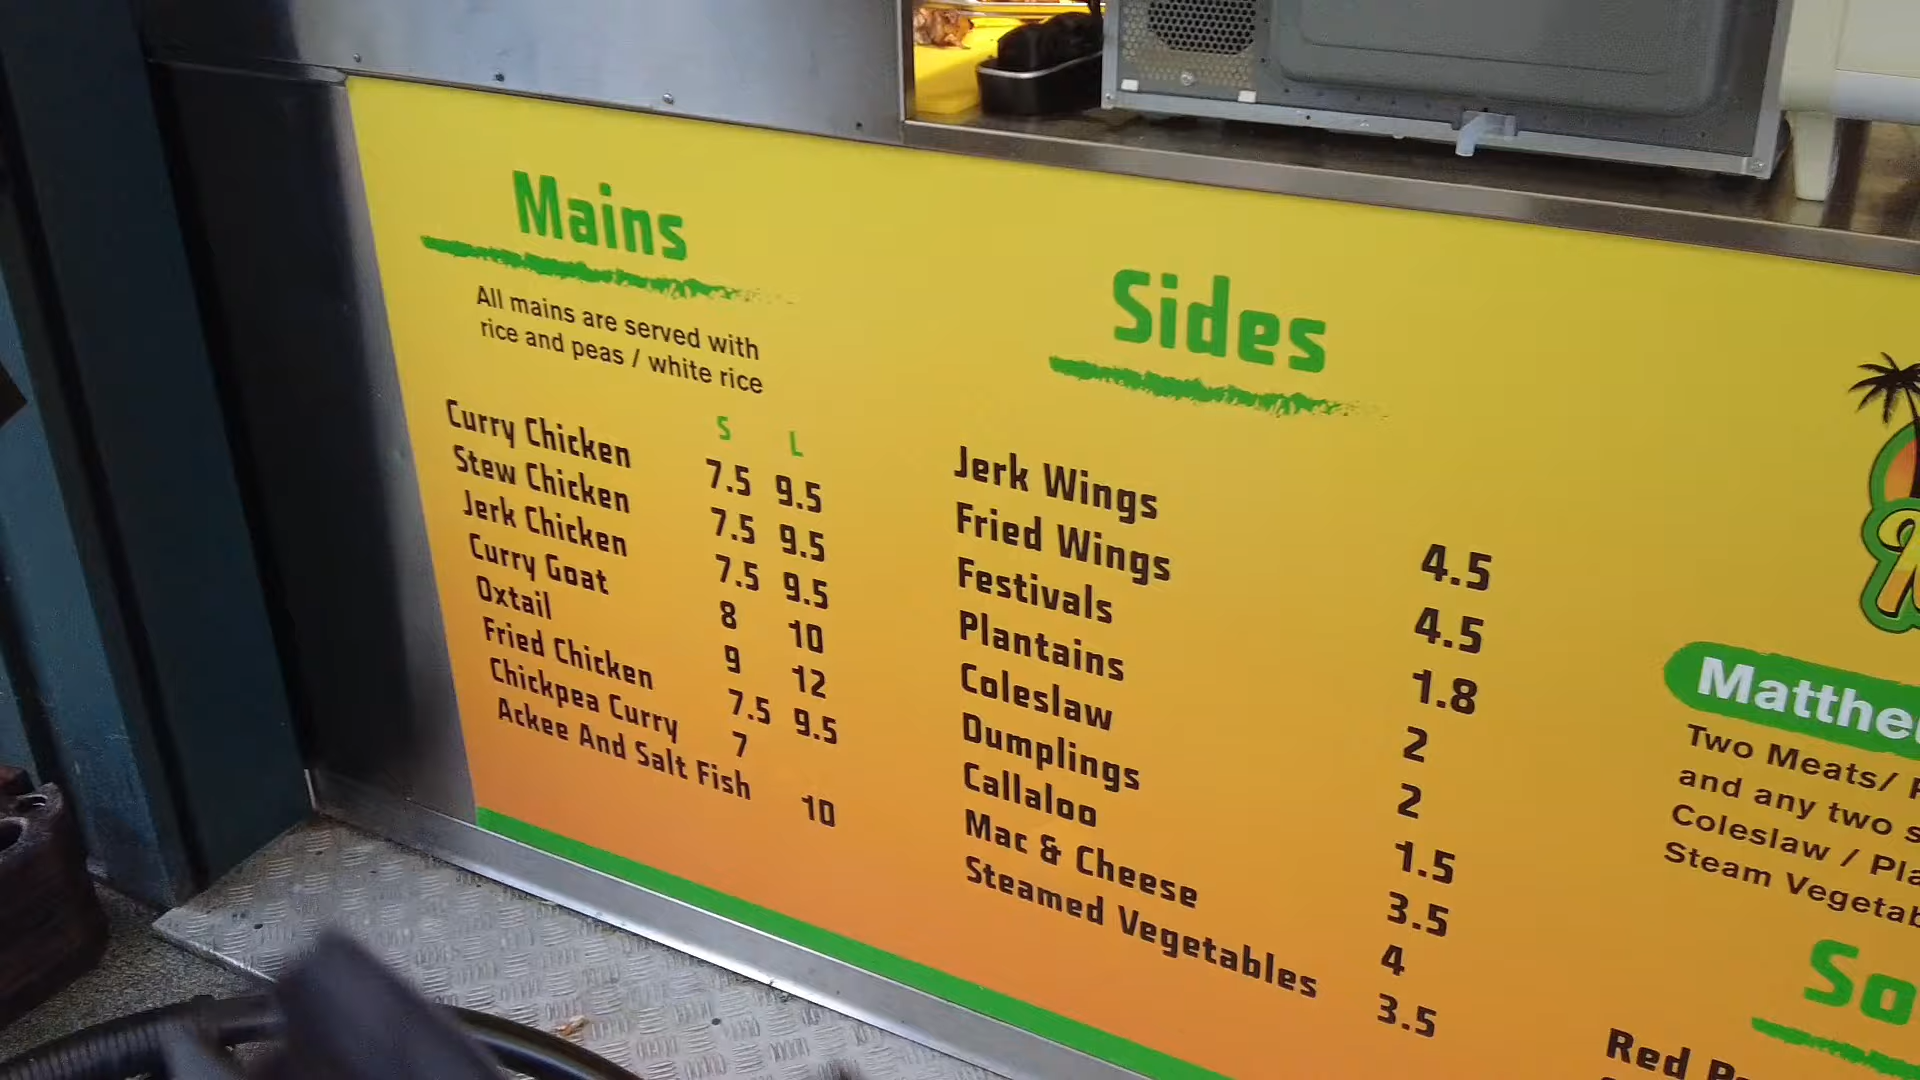 Mains
All mains are served with
rice and peas / white rice
S L
Curry Chicken 7.5 9.5
Stew Chicken 7.5 9.5
Jerk Chicken 7.5 9.5
Curry Goat 8 10
Oxtail 9 12
Fried Chicken 7.5 9.5
Chickpea Curry 7
Ackee And Salt Fish 10
Sides
Jerk Wings 4.5
Fried Wings 4.5
Festivals 1.8
Plantains 2
Coleslaw 2
Dumplings 1.5
Callaloo 3.5
Mac & Cheese 4
Steamed Vegetables 3.5
Two Meats/
and any two
Coleslaw /
Steam
Red